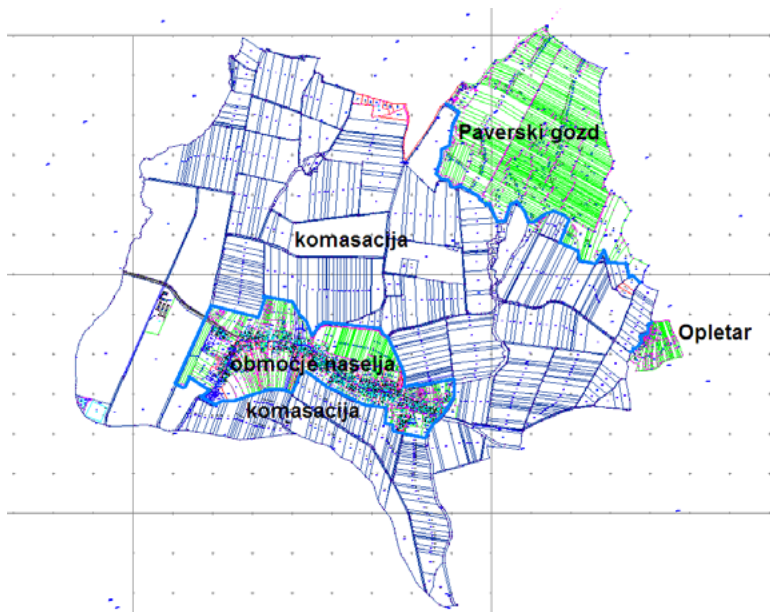 Paverski gozd
komasacija
Opletar
območje naselja
komasacija